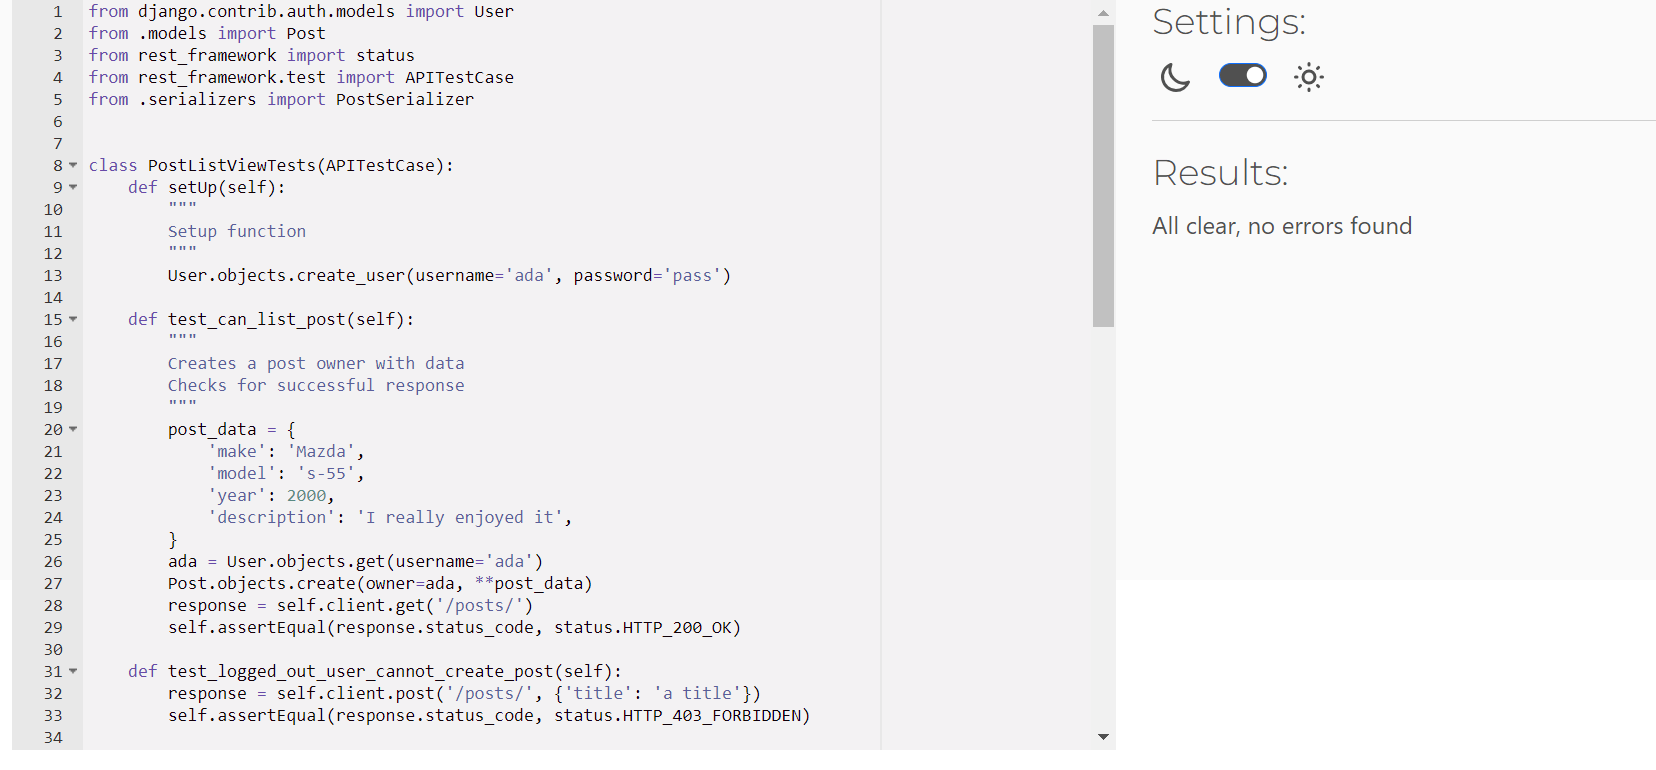 1 from django.contrib.auth.models import User
2 from .models import Post
3 from rest_framework import status
4 from rest_framework.test import APITestCase
5 from .serializers import PostSerializer
6
7
8 class PostListViewTests(APITestCase):
9     def setUp(self):
10         """
11         Setup function
12         """
13         User.objects.create_user(username='ada', password='pass')
14
15     def test_can_list_post(self):
16         """
17         Creates a post owner with data
18         Checks for successful response
19         """
20         post_data = {
21             'make': 'Mazda',
22             'model': 's-55',
23             'year': 2000,
24             'description': 'I really enjoyed it',
25         }
26         ada = User.objects.get(username='ada')
27         Post.objects.create(owner=ada, **post_data)
28         response = self.client.get('/posts/')
29         self.assertEqual(response.status_code, status.HTTP_200_OK)
30
31     def test_logged_out_user_cannot_create_post(self):
32         response = self.client.post('/posts/', {'title': 'a title'})
33         self.assertEqual(response.status_code, status.HTTP_403_FORBIDDEN)
34
Settings:
Results:
All clear, no errors found